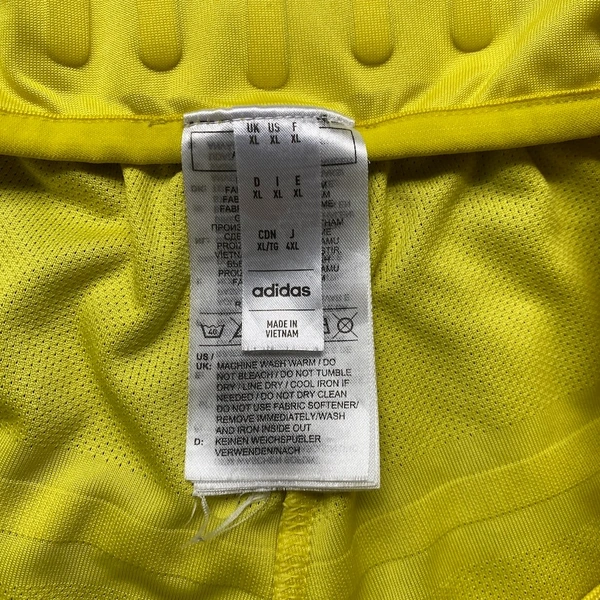 UK US F
XL XL XL
D I E
XL XL XL
CDN J
XL/TG 4XL
adidas
MADE IN
VIETNAM
40
US /
UK: MACHINE WASH WARM / DO
NOT BLEACH / DO NOT TUMBLE
DRY / LINE DRY / COOL IRON IF
NEEDED / DO NOT DRY CLEAN
DO NOT USE FABRIC SOFTENER/
REMOVE IMMEDIATELY/WASH
AND IRON INSIDE OUT
D: KEINEN WEICHSPUELER
VERWENDEN/NACH